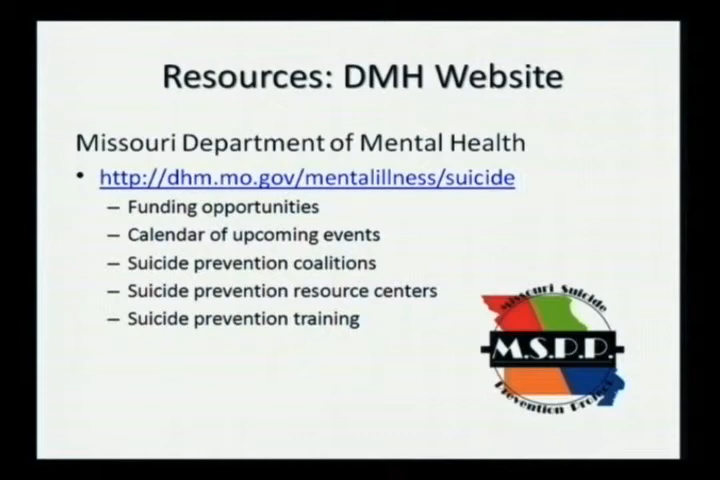 Resources: DMH Website
Missouri Department of Mental Health
• http://dhm.mo.gov/mentalillness/suicide
– Funding opportunities
– Calendar of upcoming events
– Suicide prevention coalitions
– Suicide prevention resource centers
– Suicide prevention training
Missouri Suicide
M.S.P.P.
Prevention Project